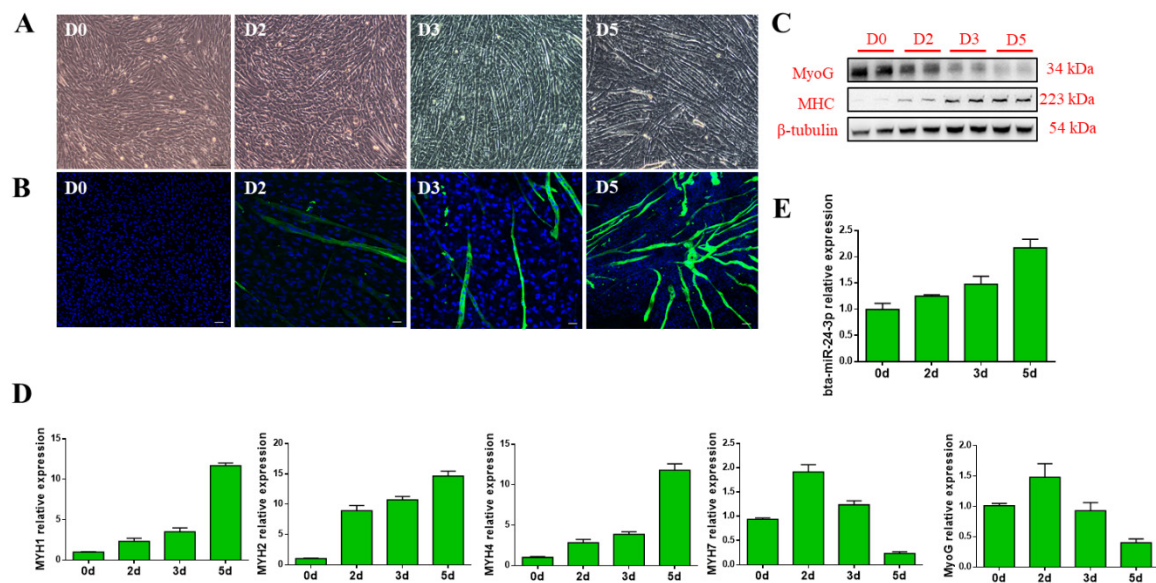 A
D0
D2
D3
D5
B
D0
D2
D3
D5
C
D0 D2 D3 D5
MyoG 34 kDa
MHC 223 kDa
β-tubulin 54 kDa
E
bta-miR-24-3p relative expression
2.5
2.0
1.5
1.0
0.5
0.0
0d 2d 3d 5d
D
MYH1 relative expression
15
10
5
0
0d 2d 3d 5d
MYH2 relative expression
20
15
10
5
0
0d 2d 3d 5d
MYH4 relative expression
15
10
5
0
0d 2d 3d 5d
MYH7 relative expression
2.5
2.0
1.5
1.0
0.5
0.0
0d 2d 3d 5d
MyoG relative expression
2.0
1.5
1.0
0.5
0.0
0d 2d 3d 5d